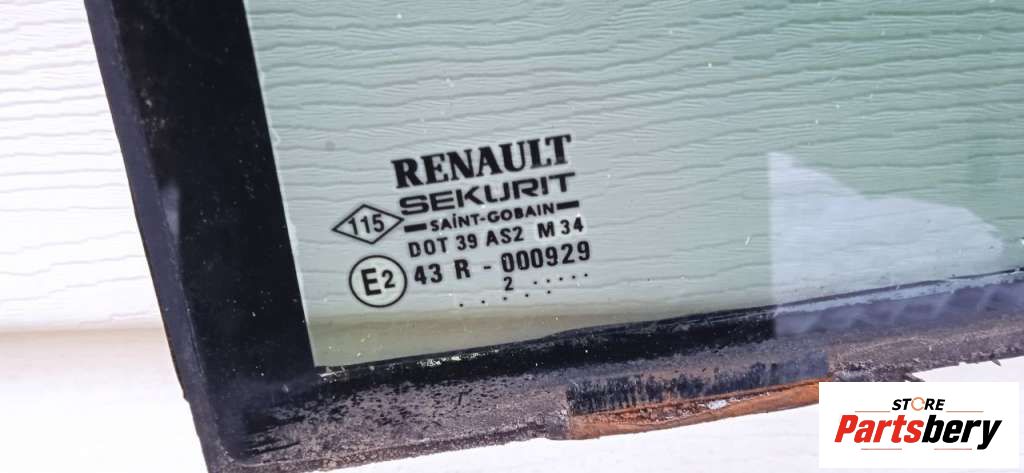 RENAULT
SEKURIT
SAINT-GOBAIN
115
DOT 39 AS2 M 34
E2
43 R - 000929
2 .....
. . . . .
STORE
Partsbery